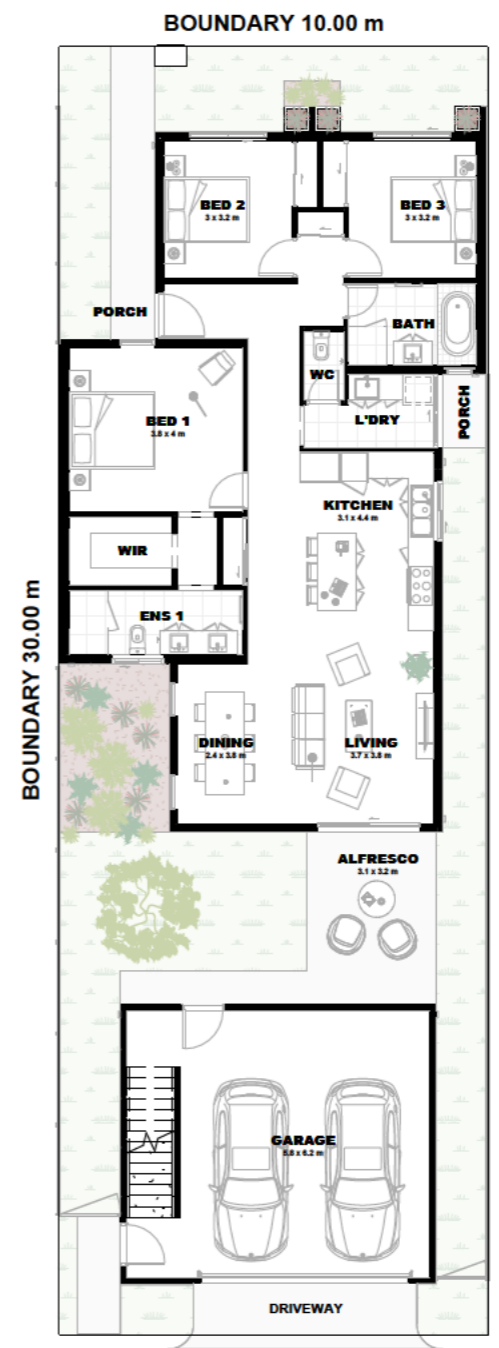 BOUNDARY 10.00 m
BED 2
3 x 3.2 m
BED 3
3 x 3.2 m
PORCH
BATH
WC
L'DRY
PORCH
BED 1
3.8 x 4 m
KITCHEN
3.1 x 4.4 m
WIR
ENS 1
BOUNDARY 30.00 m
DINING
2.4 x 3.8 m
LIVING
3.7 x 3.8 m
ALFRESCO
3.1 x 3.2 m
GARAGE
5.8 x 6.2 m
DRIVEWAY